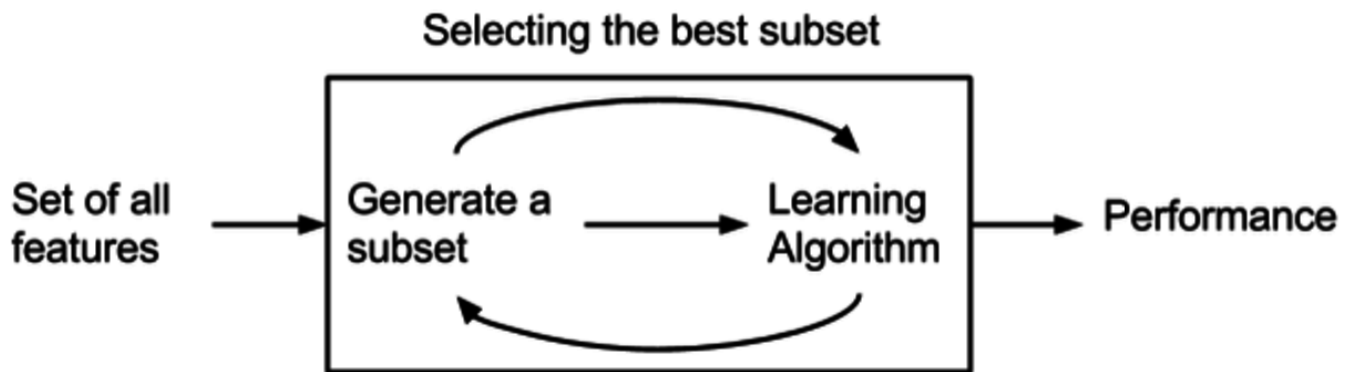 Selecting the best subset
Set of all
features
Generate a
subset
Learning
Algorithm
Performance